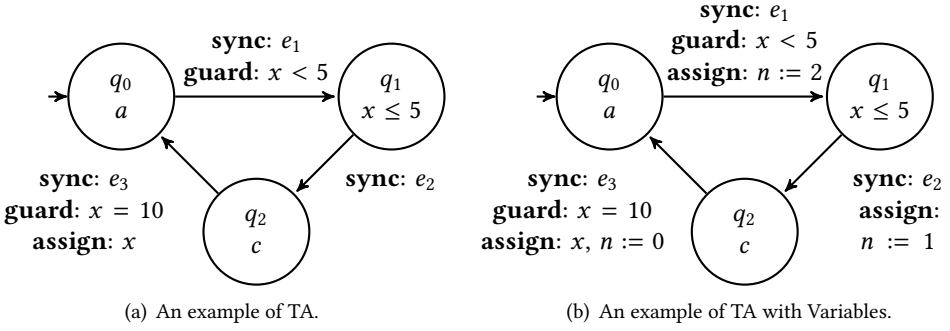 q0
a
sync: e1
guard: x < 5
q1
x ≤ 5
sync: e2
q2
c
sync: e3
guard: x = 10
assign: x
(a) An example of TA.
q0
a
sync: e1
guard: x < 5
assign: n := 2
q1
x ≤ 5
sync: e2
assign:
n := 1
q2
c
sync: e3
guard: x = 10
assign: x, n := 0
(b) An example of TA with Variables.